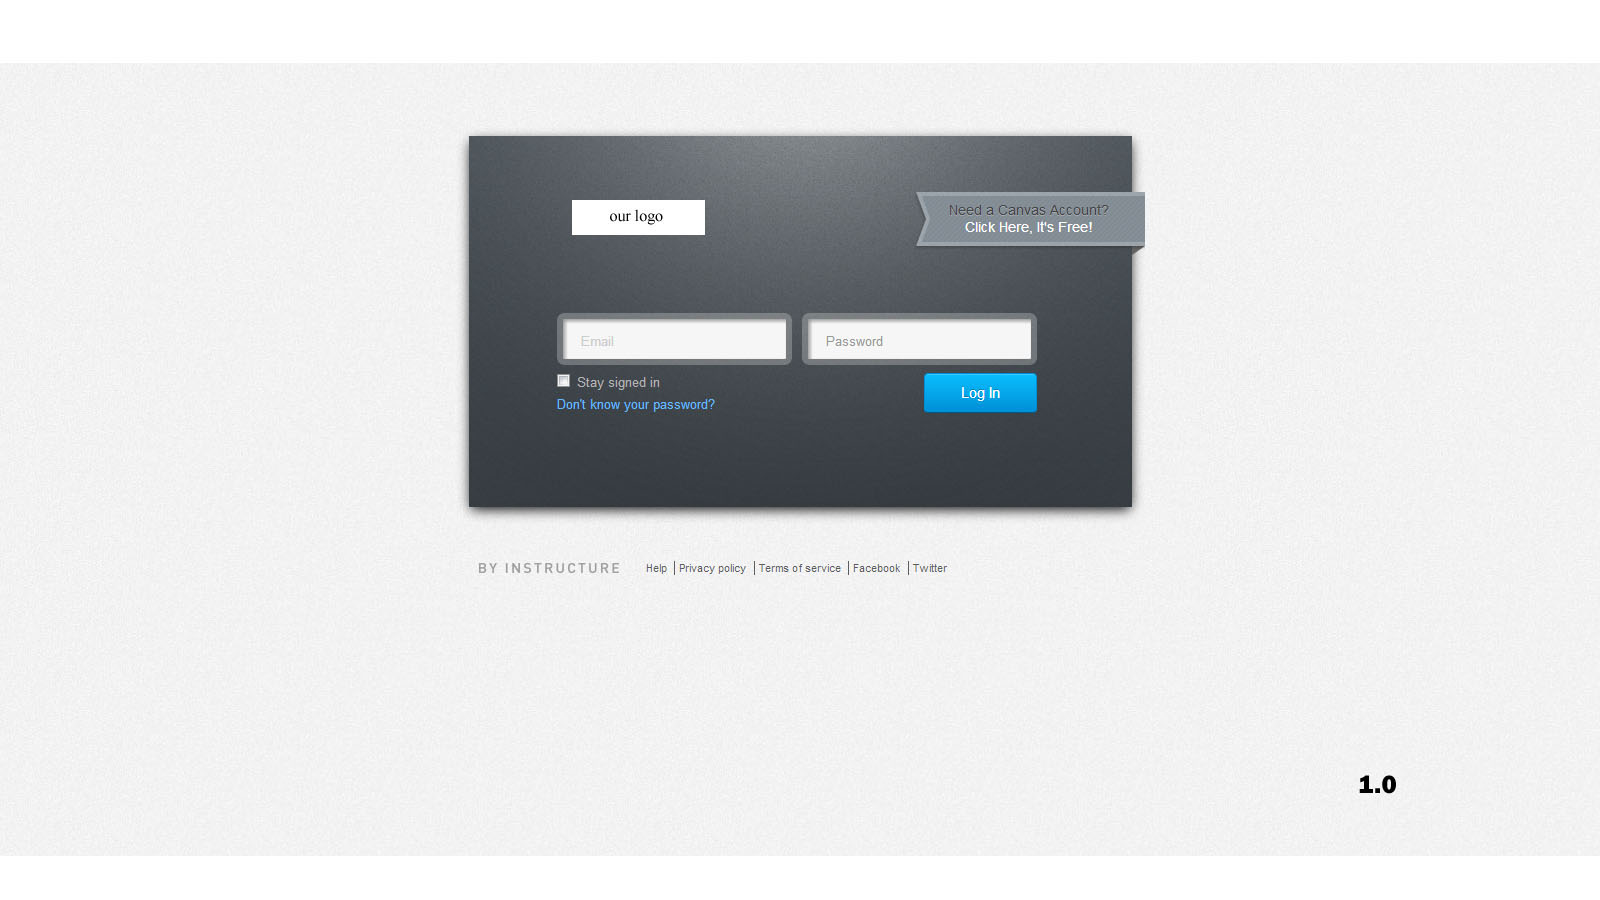 our logo
Need a Canvas Account?
Click Here, It's Free!
Email
Password
Stay signed in
Don't know your password?
Log In
BY INSTRUCTURE
Help
Privacy policy
Terms of service
Facebook
Twitter
1.0